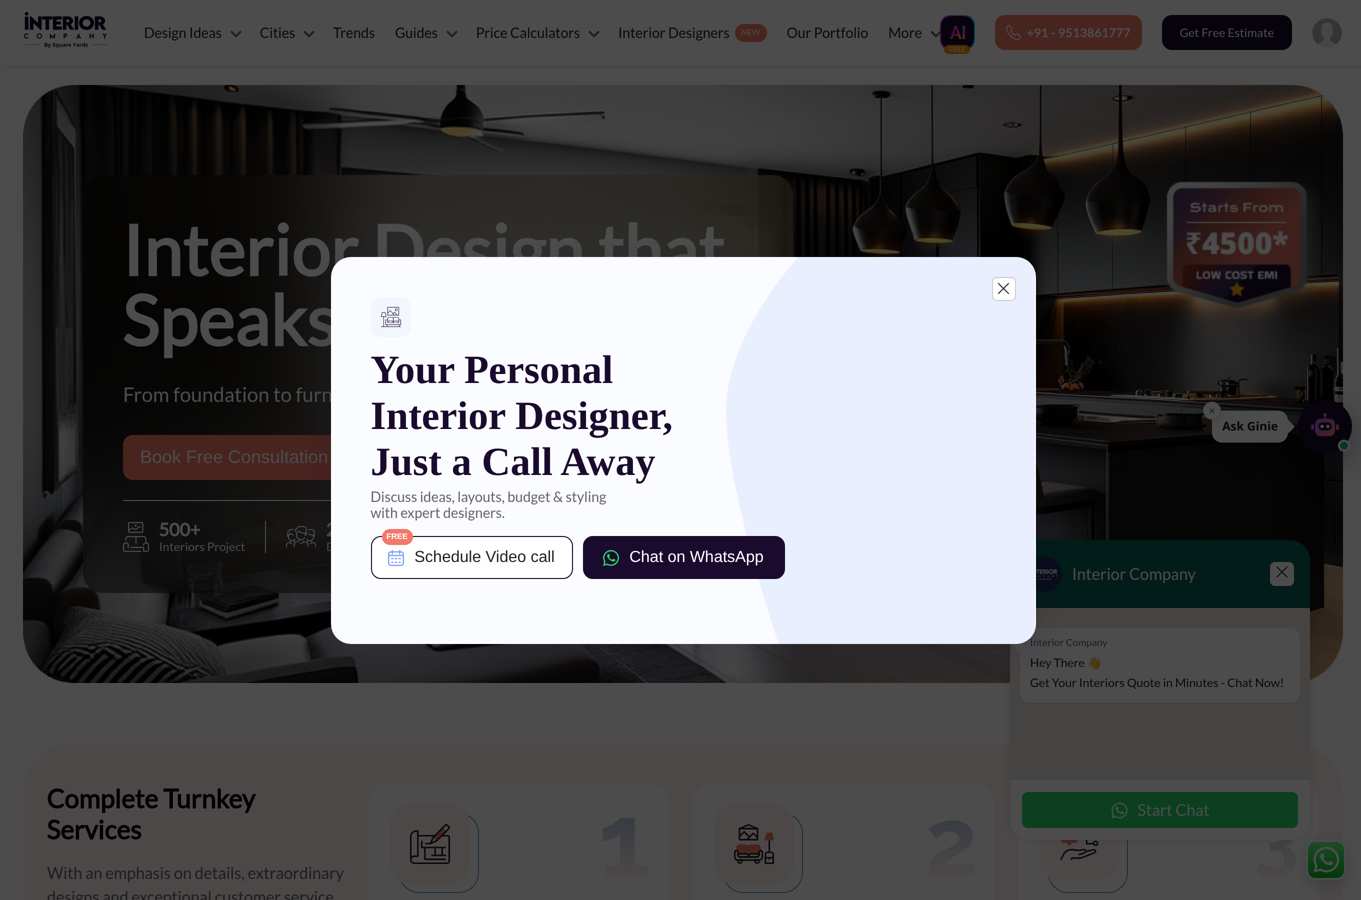 INTERIOR
COMPANY
By Square Yards
Design Ideas
Cities
Trends
Guides
Price Calculators
Interior Designers
NEW
Our Portfolio
More
AI
FREE
+91 - 9513861777
Get Free Estimate
Interior Design that
Speaks
From foundation to furn
Book Free Consultation
500+
Interiors Project
Starts From
₹4500*
LOW COST EMI
Your Personal
Interior Designer,
Just a Call Away
Discuss ideas, layouts, budget & styling
with expert designers.
FREE
Schedule Video call
Chat on WhatsApp
Ask Ginie
Interior Company
Interior Company
Hey There 👋
Get Your Interiors Quote in Minutes - Chat Now!
Start Chat
Complete Turnkey
Services
With an emphasis on details, extraordinary
designs and exceptional customer service,
1
2
3